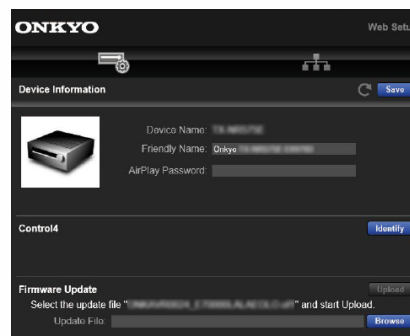 ONKYO
Web Setu
Device Information
Save
Device Name:
Friendly Name: Onkyo
AirPlay Password:
Control4
Identify
Firmware Update
Upload
Select the update file " " and start Upload.
Update File:
Browse